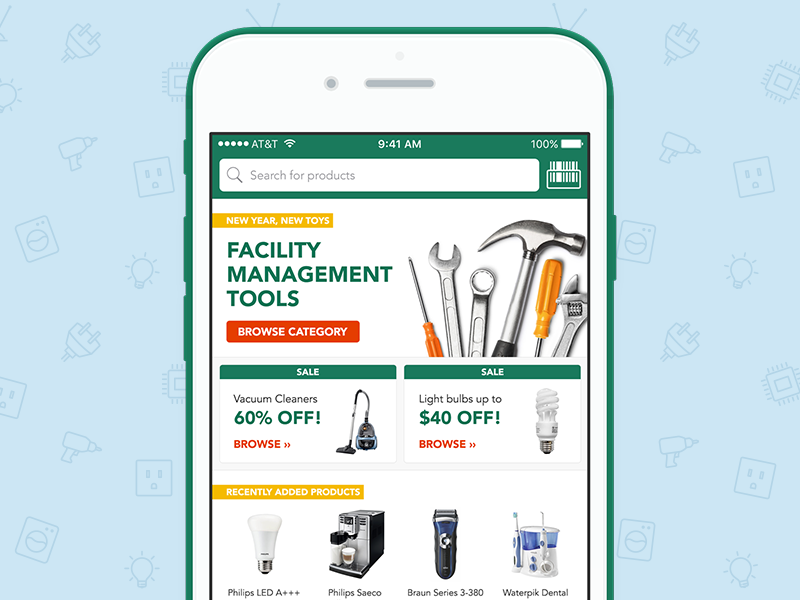 AT&T 9:41 AM 100%
Search for products
NEW YEAR, NEW TOYS
FACILITY
MANAGEMENT
TOOLS
BROWSE CATEGORY
SALE
Vacuum Cleaners
60% OFF!
BROWSE ››
SALE
Light bulbs up to
$40 OFF!
BROWSE ››
RECENTLY ADDED PRODUCTS
Philips LED A+++
Philips Saeco
Braun Series 3-380
Waterpik Dental